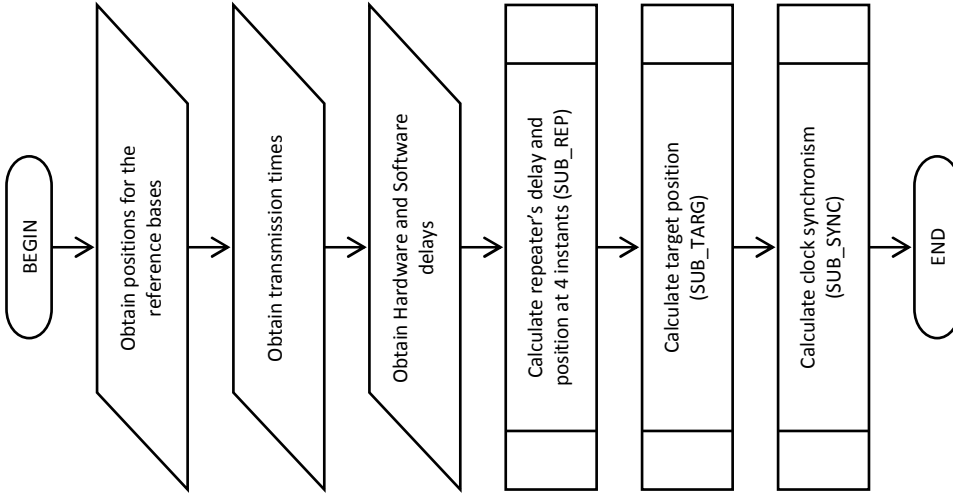 BEGIN
Obtain positions for the
reference bases
Obtain transmission times
Obtain Hardware and Software
delays
Calculate repeater's delay and
position at 4 instants (SUB_REP)
Calculate target position
(SUB_TARG)
Calculate clock synchronism
(SUB_SYNC)
END